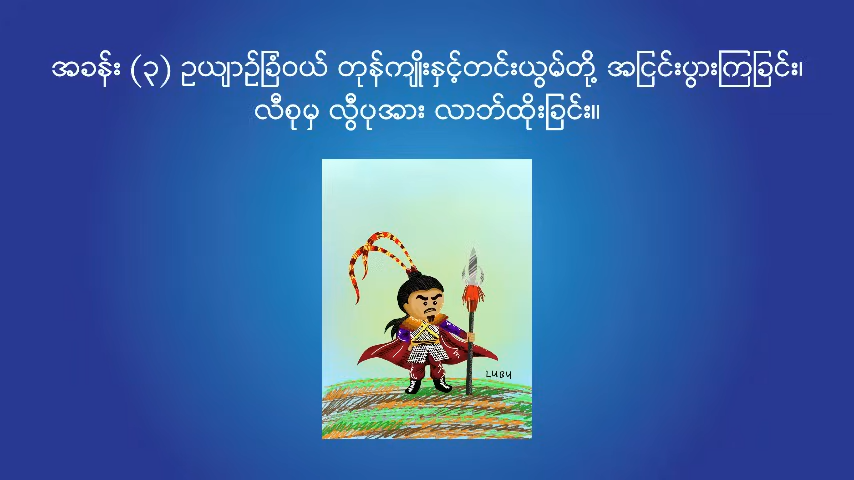 အခန်း (၃) ဥယျာဉ်ခြံဝယ် တုန်ကျိုးနှင့်တင်းယွမ်တို့ အငြင်းပွားကြခြင်း၊
လီစုမှ လွီပုအား လာဘ်ထိုးခြင်း။
LUBU